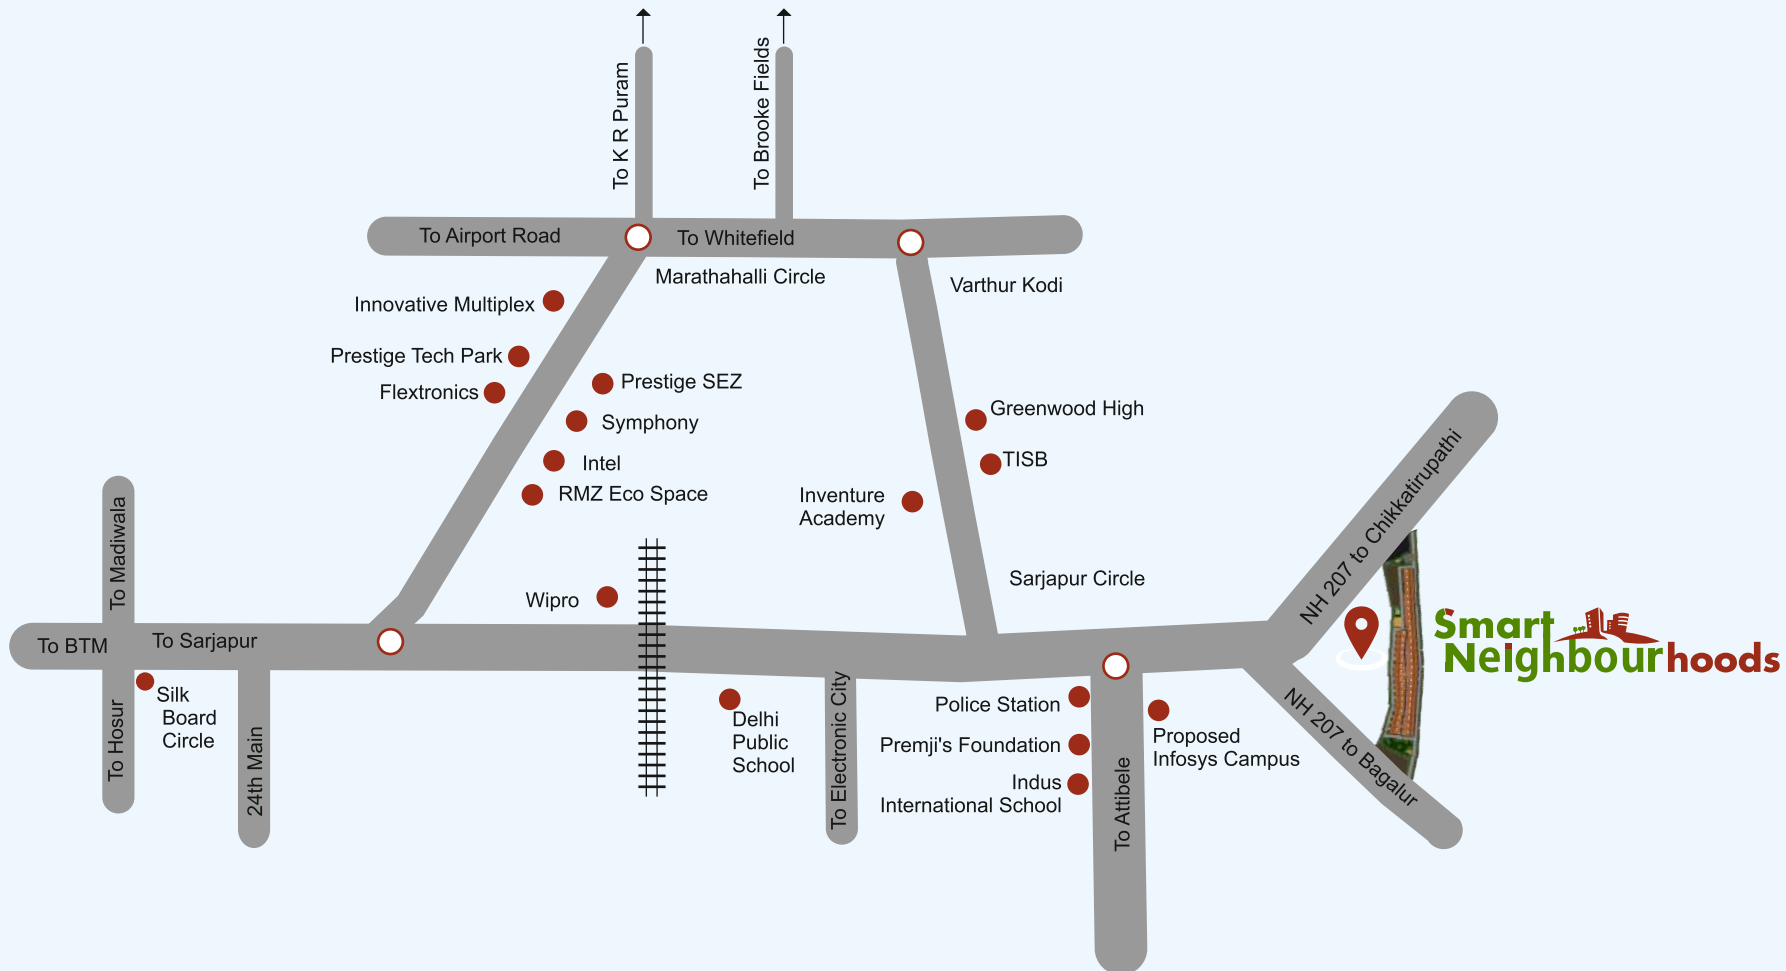 To K R Puram
To Brooke Fields
To Airport Road
To Whitefield
Marathahalli Circle
Varthur Kodi
Innovative Multiplex
Prestige Tech Park
Flextronics
Prestige SEZ
Symphony
Intel
RMZ Eco Space
Greenwood High
TISB
Inventure
Academy
Sarjapur Circle
Wipro
To Madiwala
To BTM
To Sarjapur
To Hosur
Silk
Board
Circle
24th Main
Delhi
Public
School
To Electronic City
Police Station
Premji's Foundation
Indus
International School
To Attibele
Proposed
Infosys Campus
NH 207 to Chikkatirupathi
NH 207 to Bagalur
Smart
Neighbourhoods